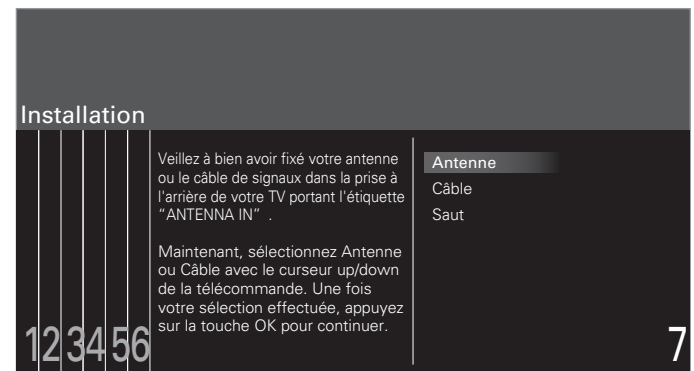 Installation
Veillez à bien avoir fixé votre antenne
ou le câble de signaux dans la prise à
l'arrière de votre TV portant l'étiquette
"ANTENNA IN" .
Maintenant, sélectionnez Antenne
ou Câble avec le curseur up/down
de la télécommande. Une fois
votre sélection effectuée, appuyez
sur la touche OK pour continuer.
Antenne
Câble
Saut
123456
7